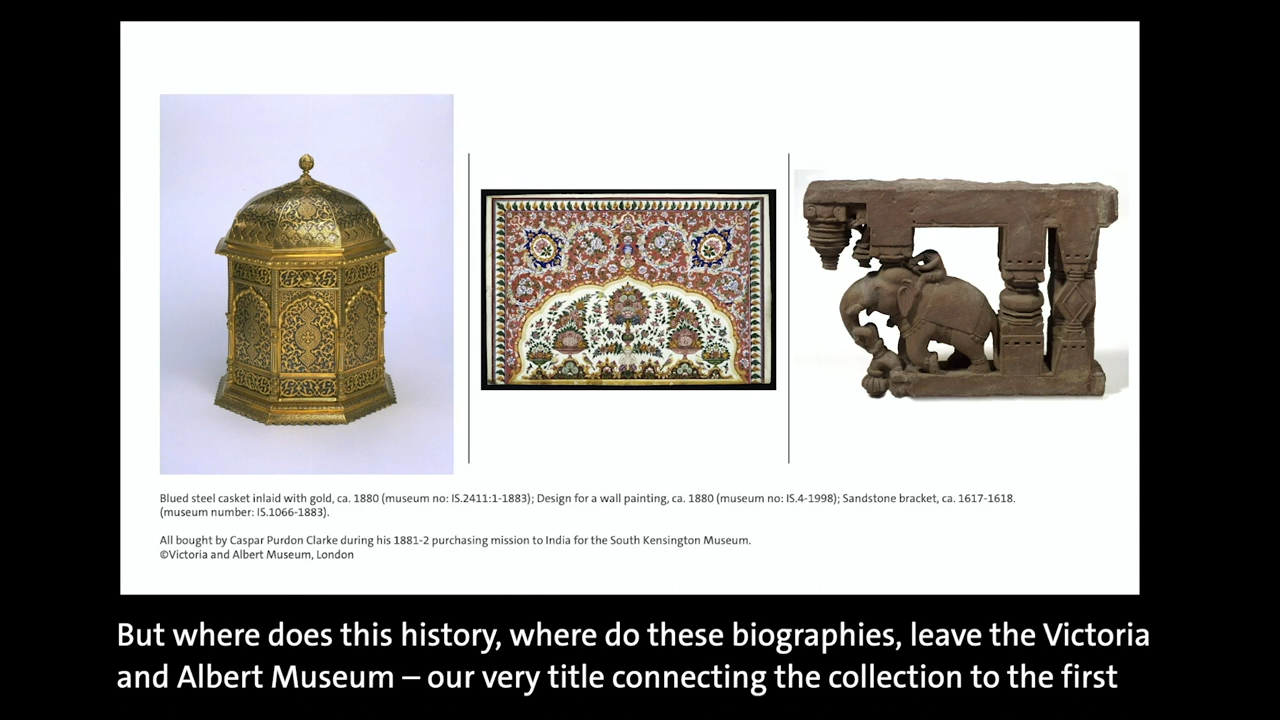 Blued steel casket inlaid with gold, ca. 1880 (museum no: IS.2411:1-1883); Design for a wall painting, ca. 1880 (museum no: IS.4-1998); Sandstone bracket, ca. 1617-1618.
(museum number: IS.1066-1883).
All bought by Caspar Purdon Clarke during his 1881-2 purchasing mission to India for the South Kensington Museum.
©Victoria and Albert Museum, London
But where does this history, where do these biographies, leave the Victoria
and Albert Museum – our very title connecting the collection to the first